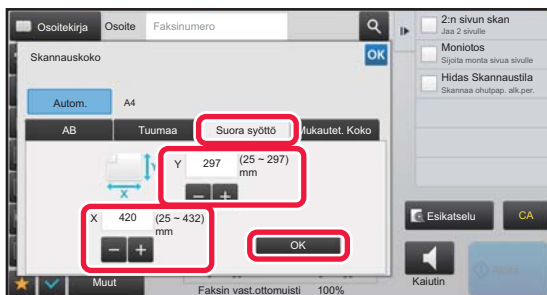 Osoitekirja
Osoite
Faksinumero
2:n sivun skan
Jaa 2 sivulle
Moniotos
Sijoita monta sivua sivulle
Hidas Skannaustila
Skannaa ohutpap. alk.per.
Skannauskoko
OK
Autom.
A4
AB
Tuumaa
Suora syöttö
Mukautet. Koko
Y
Y 297 (25 ~ 297)
mm
X
X 420 (25 ~ 432)
mm
OK
Esikatselu
CA
Muut
Faksin vast.ottomuisti 100%
Kaiutin